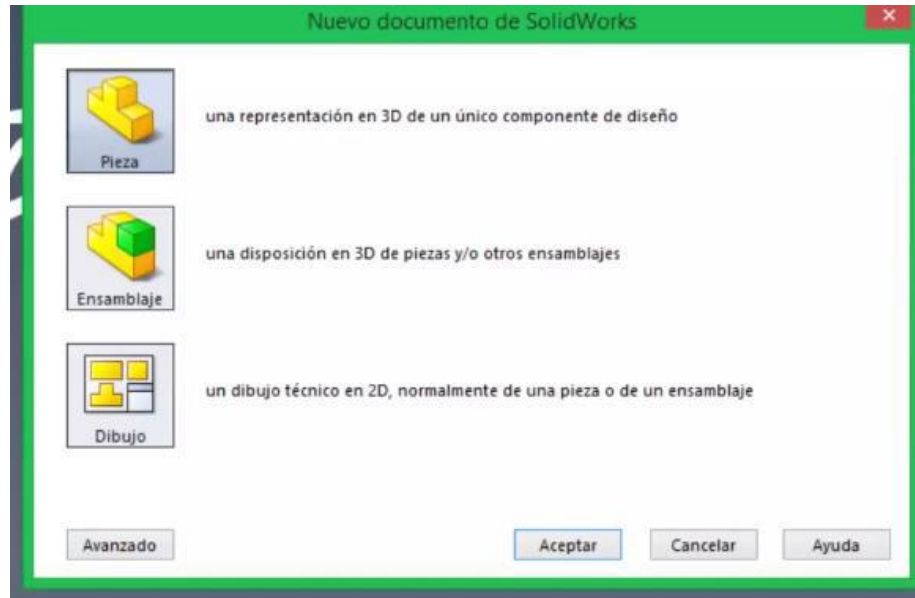 Nuevo documento de SolidWorks
una representación en 3D de un único componente de diseño
Pieza
una disposición en 3D de piezas y/o otros ensamblajes
Ensamblaje
un dibujo técnico en 2D, normalmente de una pieza o de un ensamblaje
Dibujo
Avanzado
Aceptar
Cancelar
Ayuda